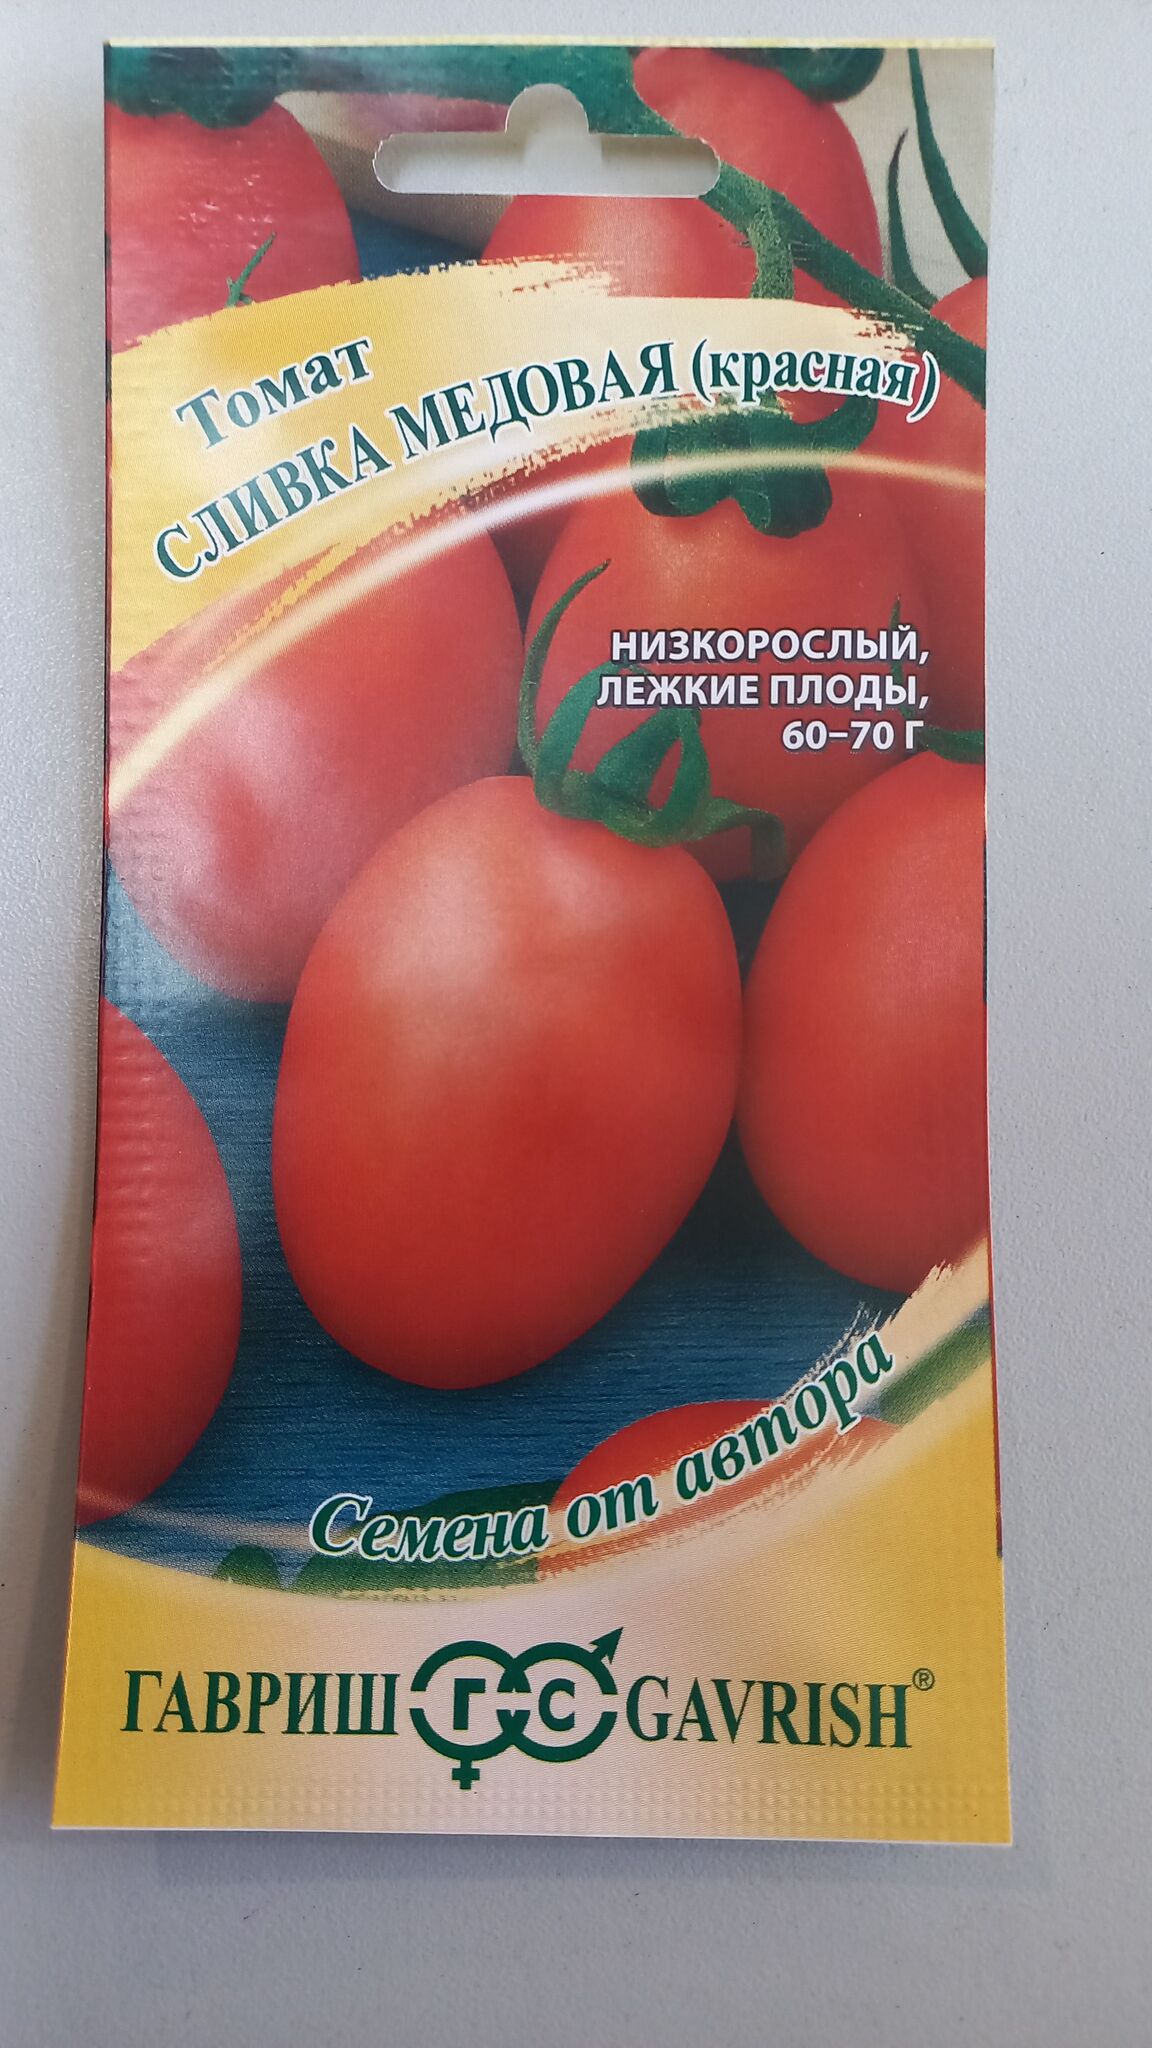 Томат
СЛИВКА МЕДОВАЯ (красная)
НИЗКОРОСЛЫЙ,
ЛЕЖКИЕ ПЛОДЫ,
60–70 Г
Семена от автора
ГАВРИШ ГС GAVRISH®